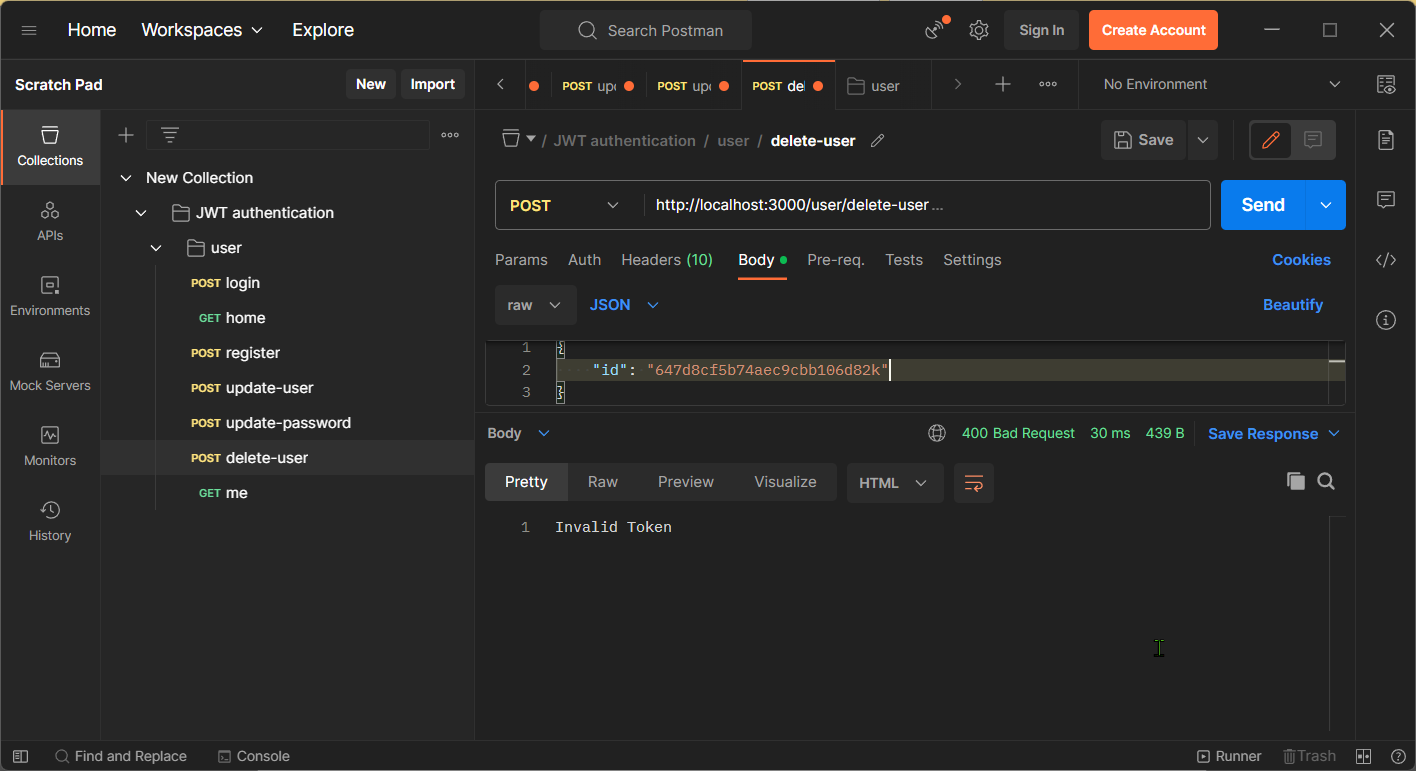 Home Workspaces Explore Search Postman Sign In Create Account
Scratch Pad New Import
POST upd POST upd POST del user No Environment
Collections
APIs
Environments
Mock Servers
Monitors
History
New Collection
JWT authentication
user
POST login
GET home
POST register
POST update-user
POST update-password
POST delete-user
GET me
/ JWT authentication / user / delete-user Save
POST http://localhost:3000/user/delete-user ... Send
Params Auth Headers (10) Body Pre-req. Tests Settings Cookies
raw JSON Beautify
1 {
2 "id": "647d8cf5b74aec9cbb106d82k"
3 }
Body 400 Bad Request 30 ms 439 B Save Response
Pretty Raw Preview Visualize HTML
1 Invalid Token
Find and Replace Console Runner Trash